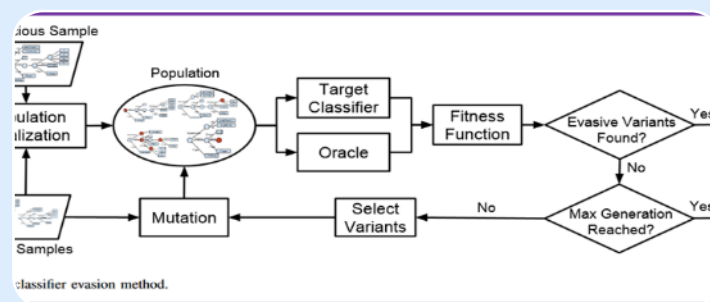 cious Sample
Population
Target
Classifier
Oracle
Fitness
Function
Evasive Variants
Found?
Yes
ulation
alization
No
Max Generation
Reached?
Yes
No
Select
Variants
Mutation
Samples
classifier evasion method.